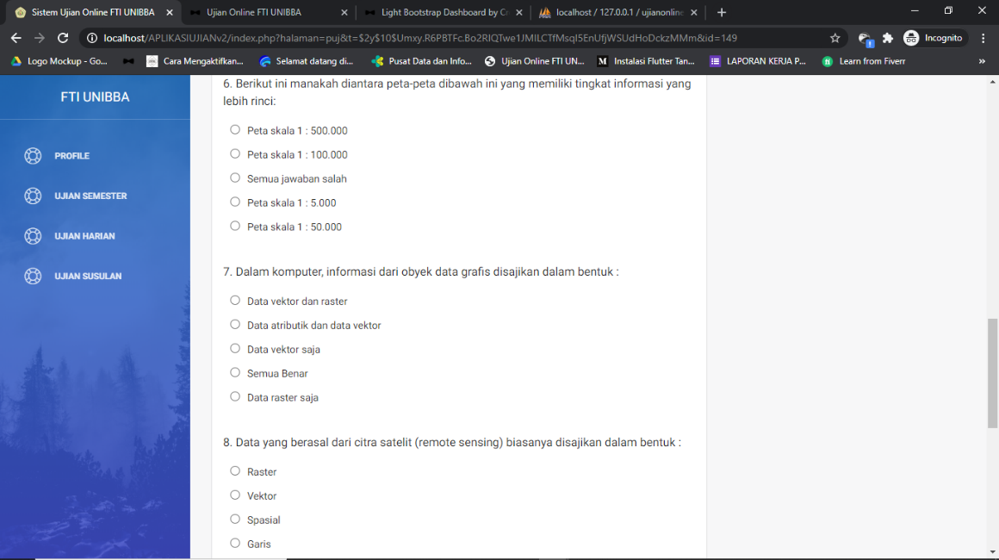 Sistem Ujian Online FTI UNIBBA
Ujian Online FTI UNIBBA
Light Bootstrap Dashboard by C
localhost / 127.0.0.1 / ujianonline
Incognito
localhost/APLIKASIUJIANv2/index.php?halaman=puj&t=$2y$10$Umxy.R6PBTFc.Bo2RIQTwe1JMILCTfMsqI5EnUfjWSUdHoDckzMMm&id=149
Logo Mockup - Go...
Cara Mengaktifkan...
Selamat datang di...
Pusat Data dan Info...
Ujian Online FTI UN...
Instalasi Flutter Tan...
LAPORAN KERJA P...
Learn from Fiverr
»
FTI UNIBBA
PROFILE
UJIAN SEMESTER
UJIAN HARIAN
UJIAN SUSULAN
6. Berikut ini manakah diantara peta-peta dibawah ini yang memiliki tingkat informasi yang
lebih rinci:
Peta skala 1 : 500.000
Peta skala 1 : 100.000
Semua jawaban salah
Peta skala 1 : 5.000
Peta skala 1 : 50.000
7. Dalam komputer, informasi dari obyek data grafis disajikan dalam bentuk :
Data vektor dan raster
Data atributik dan data vektor
Data vektor saja
Semua Benar
Data raster saja
8. Data yang berasal dari citra satelit (remote sensing) biasanya disajikan dalam bentuk :
Raster
Vektor
Spasial
Garis